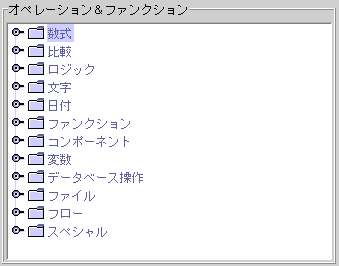 オペレーション＆ファンクション
数式
比較
ロジック
文字
日付
ファンクション
コンポーネント
変数
データベース操作
ファイル
フロー
スペシャル